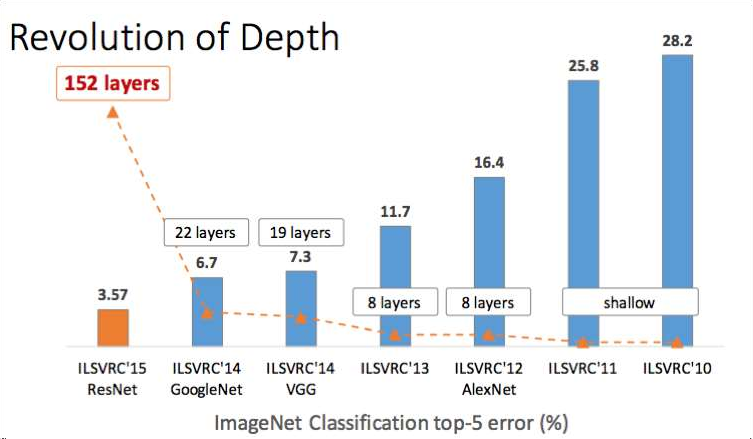 Revolution of Depth
152 layers
28.2
25.8
16.4
11.7
22 layers
19 layers
6.7
7.3
3.57
8 layers
8 layers
shallow
ILSVRC'15
ResNet
ILSVRC'14
GoogleNet
ILSVRC'14
VGG
ILSVRC'13
ILSVRC'12
AlexNet
ILSVRC'11
ILSVRC'10
ImageNet Classification top-5 error (%)